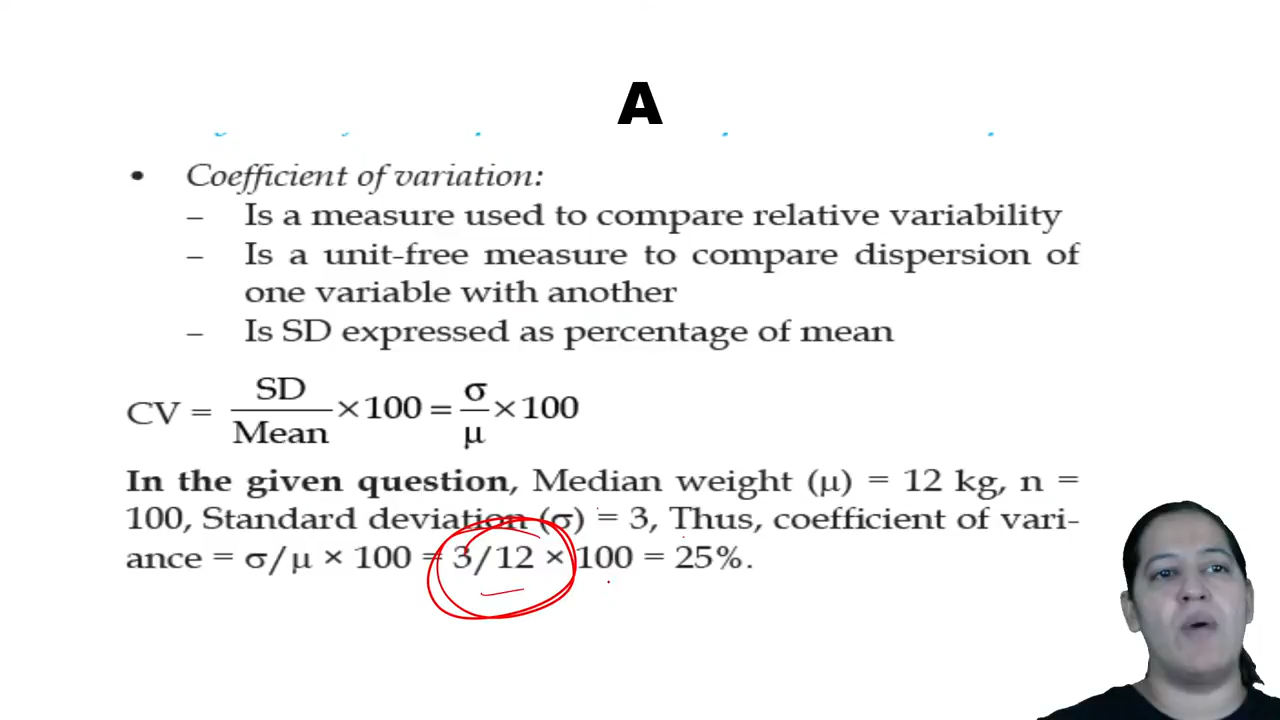 A
• Coefficient of variation:
– Is a measure used to compare relative variability
– Is a unit-free measure to compare dispersion of
one variable with another
– Is SD expressed as percentage of mean
CV = SD/Mean ×100 = σ/μ ×100
In the given question, Median weight (μ) = 12 kg, n =
100, Standard deviation (σ) = 3, Thus, coefficient of vari-
ance = σ/μ × 100 = 3/12 × 100 = 25%.